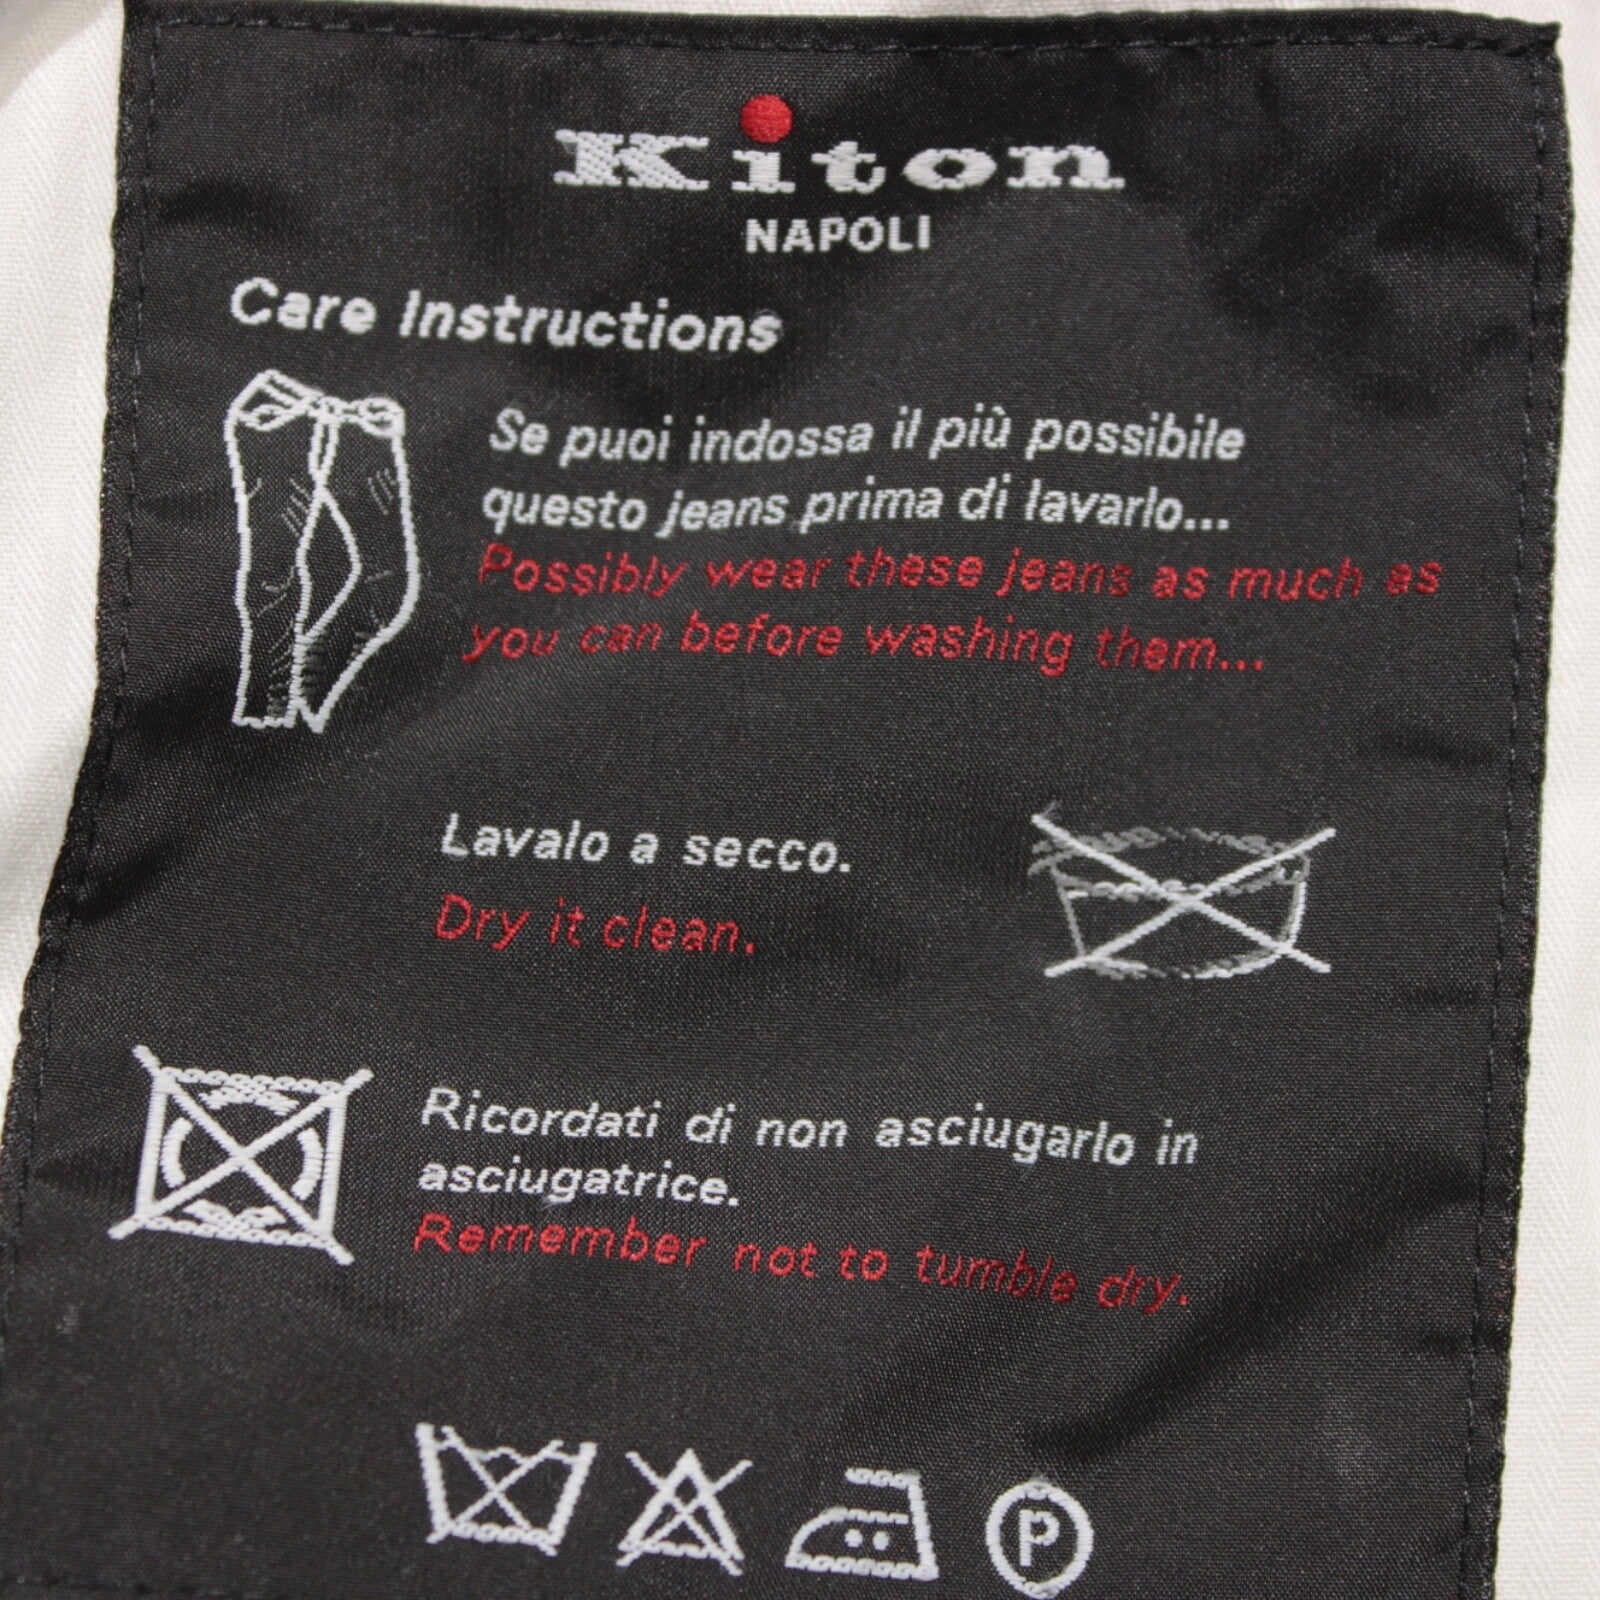 Kiton
NAPOLI
Care Instructions
Se puoi indossa il più possibile
questo jeans prima di lavarlo...
Possibly wear these jeans as much as
you can before washing them...
Lavalo a secco.
Dry it clean.
Ricordati di non asciugarlo in
asciugatrice.
Remember not to tumble dry.
P